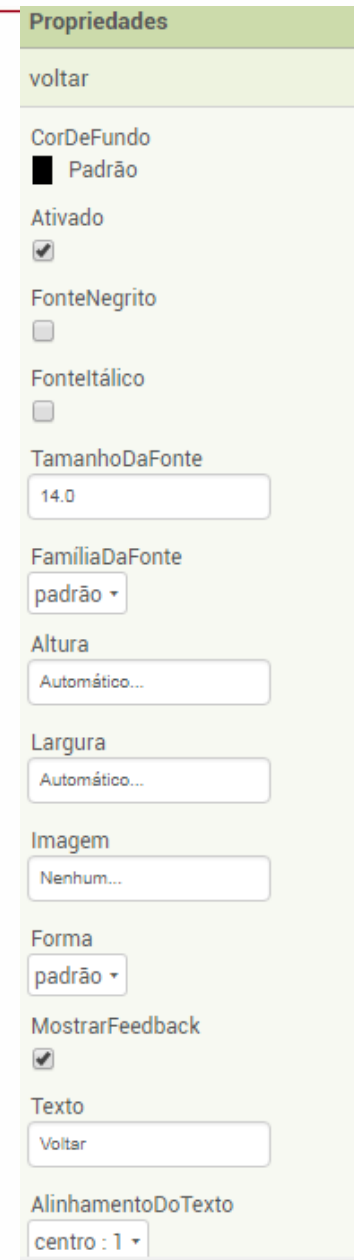 Propriedades
voltar
CorDeFundo
Padrão
Ativado
FonteNegrito
FonteItálico
TamanhoDaFonte
14.0
FamíliaDaFonte
padrão
Altura
Automático...
Largura
Automático...
Imagem
Nenhum...
Forma
padrão
MostrarFeedback
Texto
Voltar
AlinhamentoDoTexto
centro : 1